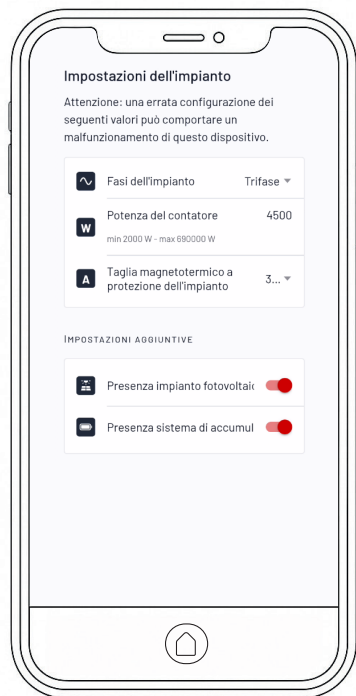 Impostazioni dell'impianto
Attenzione: una errata configurazione dei
seguenti valori può comportare un
malfunzionamento di questo dispositivo.
Fasi dell'impianto Trifase
W Potenza del contatore 4500
min 2000 W - max 690000 W
A Taglia magnetotermico a
protezione dell'impianto 3...
IMPOSTAZIONI AGGIUNTIVE
Presenza impianto fotovoltaic
Presenza sistema di accumul